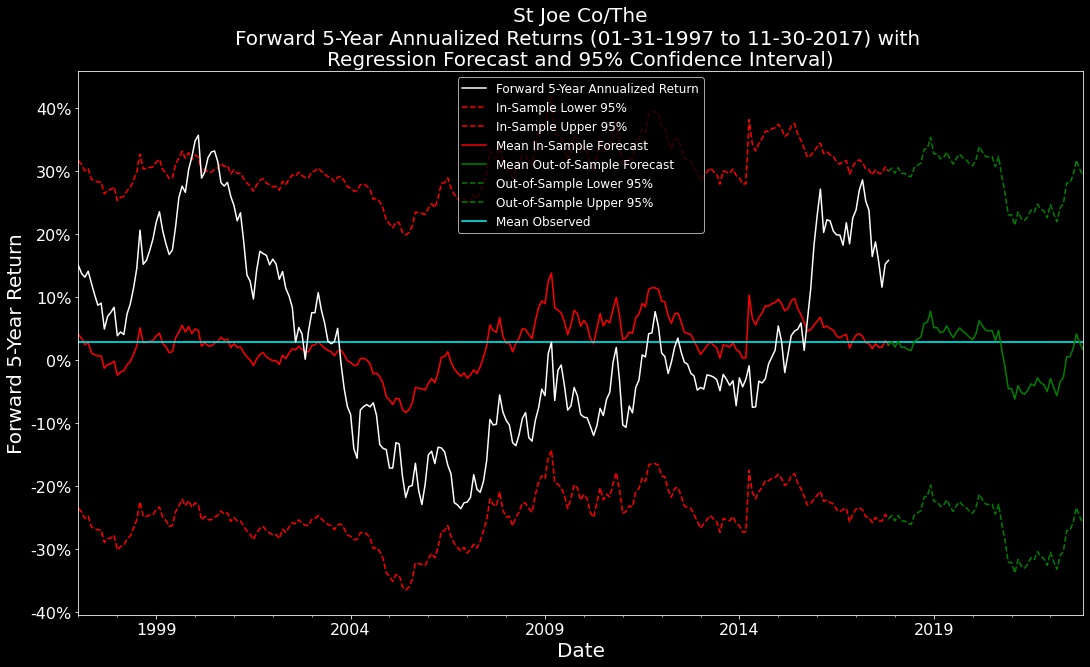 St Joe Co/The
Forward 5-Year Annualized Returns (01-31-1997 to 11-30-2017) with
Regression Forecast and 95% Confidence Interval)
Forward 5-Year Annualized Return
In-Sample Lower 95%
In-Sample Upper 95%
Mean In-Sample Forecast
Mean Out-of-Sample Forecast
Out-of-Sample Lower 95%
Out-of-Sample Upper 95%
Mean Observed
Forward 5-Year Return
40%
30%
20%
10%
0%
-10%
-20%
-30%
-40%
1999
2004
2009
2014
2019
Date